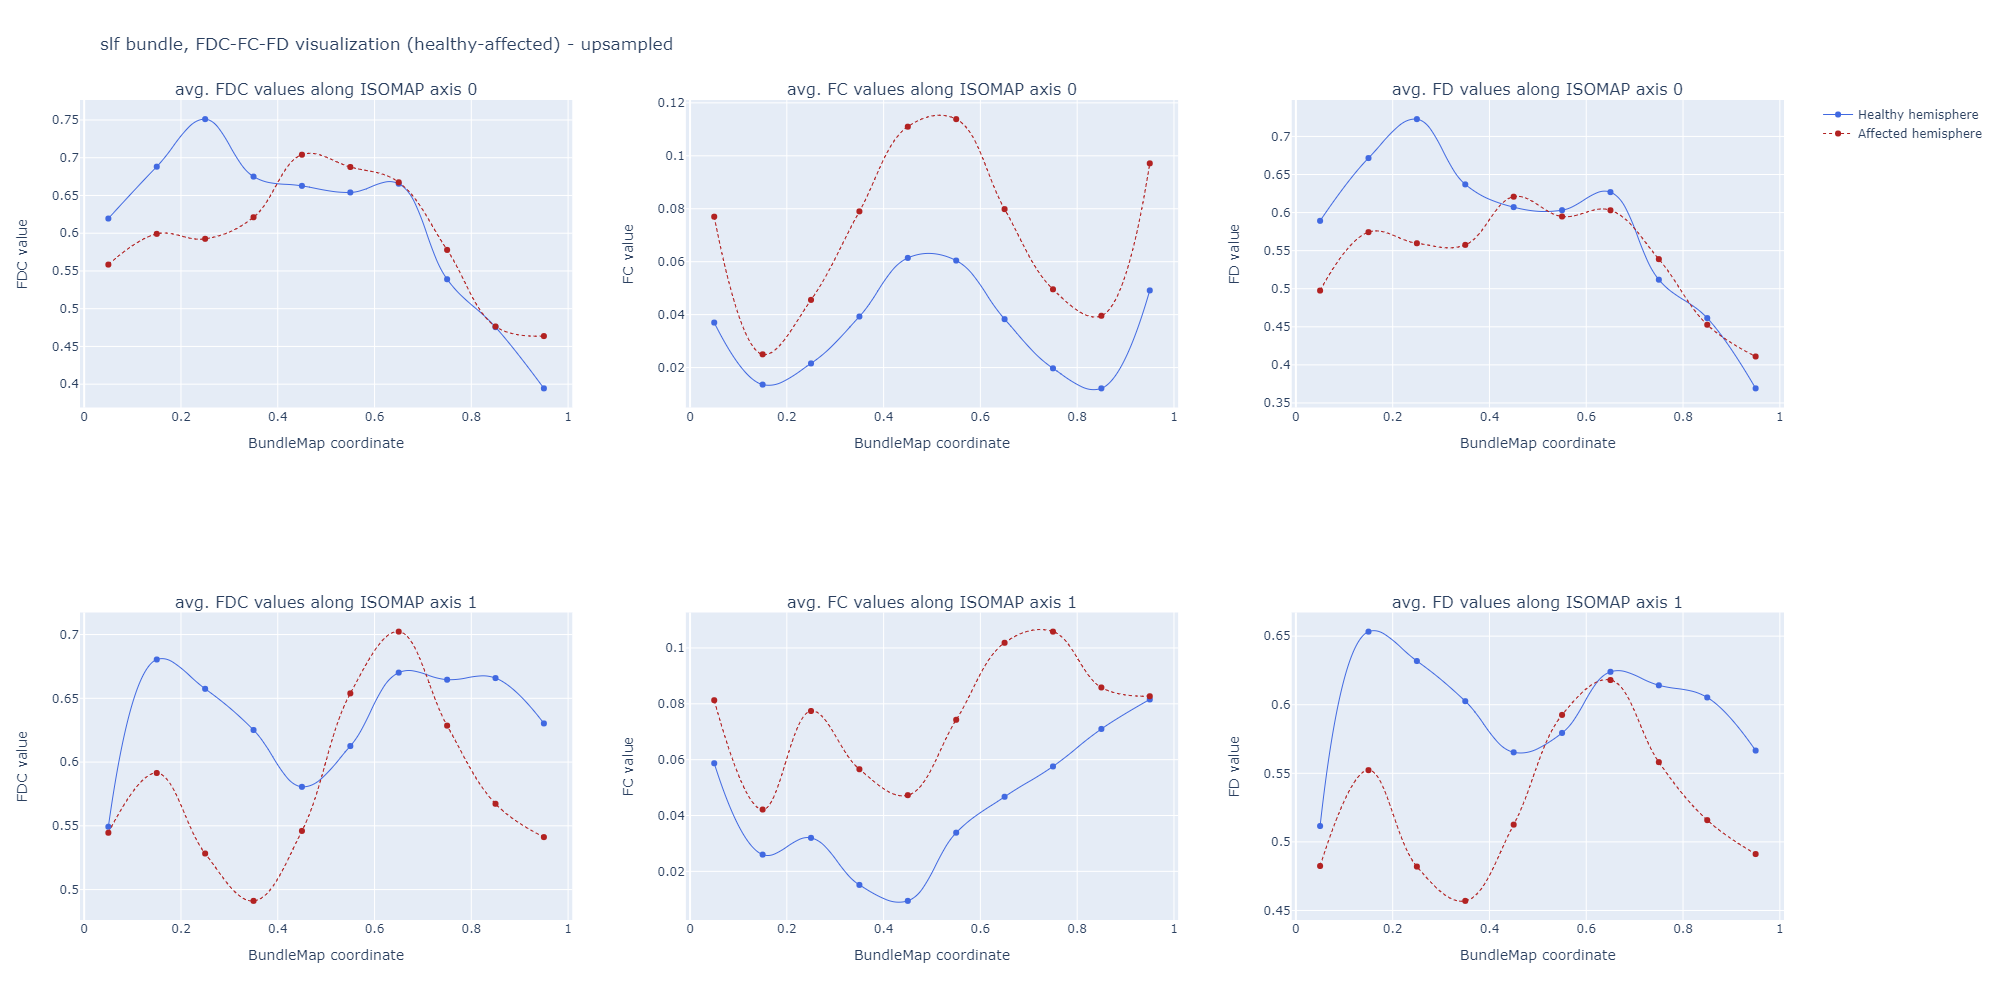 slf bundle, FDC-FC-FD visualization (healthy-affected) - upsampled
avg. FDC values along ISOMAP axis 0
FDC value
0.75
0.7
0.65
0.6
0.55
0.5
0.45
0.4
0 0.2 0.4 0.6 0.8 1
BundleMap coordinate
avg. FC values along ISOMAP axis 0
FC value
0.12
0.1
0.08
0.06
0.04
0.02
0 0.2 0.4 0.6 0.8 1
BundleMap coordinate
avg. FD values along ISOMAP axis 0
FD value
0.7
0.65
0.6
0.55
0.5
0.45
0.4
0.35
0 0.2 0.4 0.6 0.8 1
BundleMap coordinate
Healthy hemisphere
Affected hemisphere
avg. FDC values along ISOMAP axis 1
FDC value
0.7
0.65
0.6
0.55
0.5
0 0.2 0.4 0.6 0.8 1
BundleMap coordinate
avg. FC values along ISOMAP axis 1
FC value
0.1
0.08
0.06
0.04
0.02
0 0.2 0.4 0.6 0.8 1
BundleMap coordinate
avg. FD values along ISOMAP axis 1
FD value
0.65
0.6
0.55
0.5
0.45
0 0.2 0.4 0.6 0.8 1
BundleMap coordinate